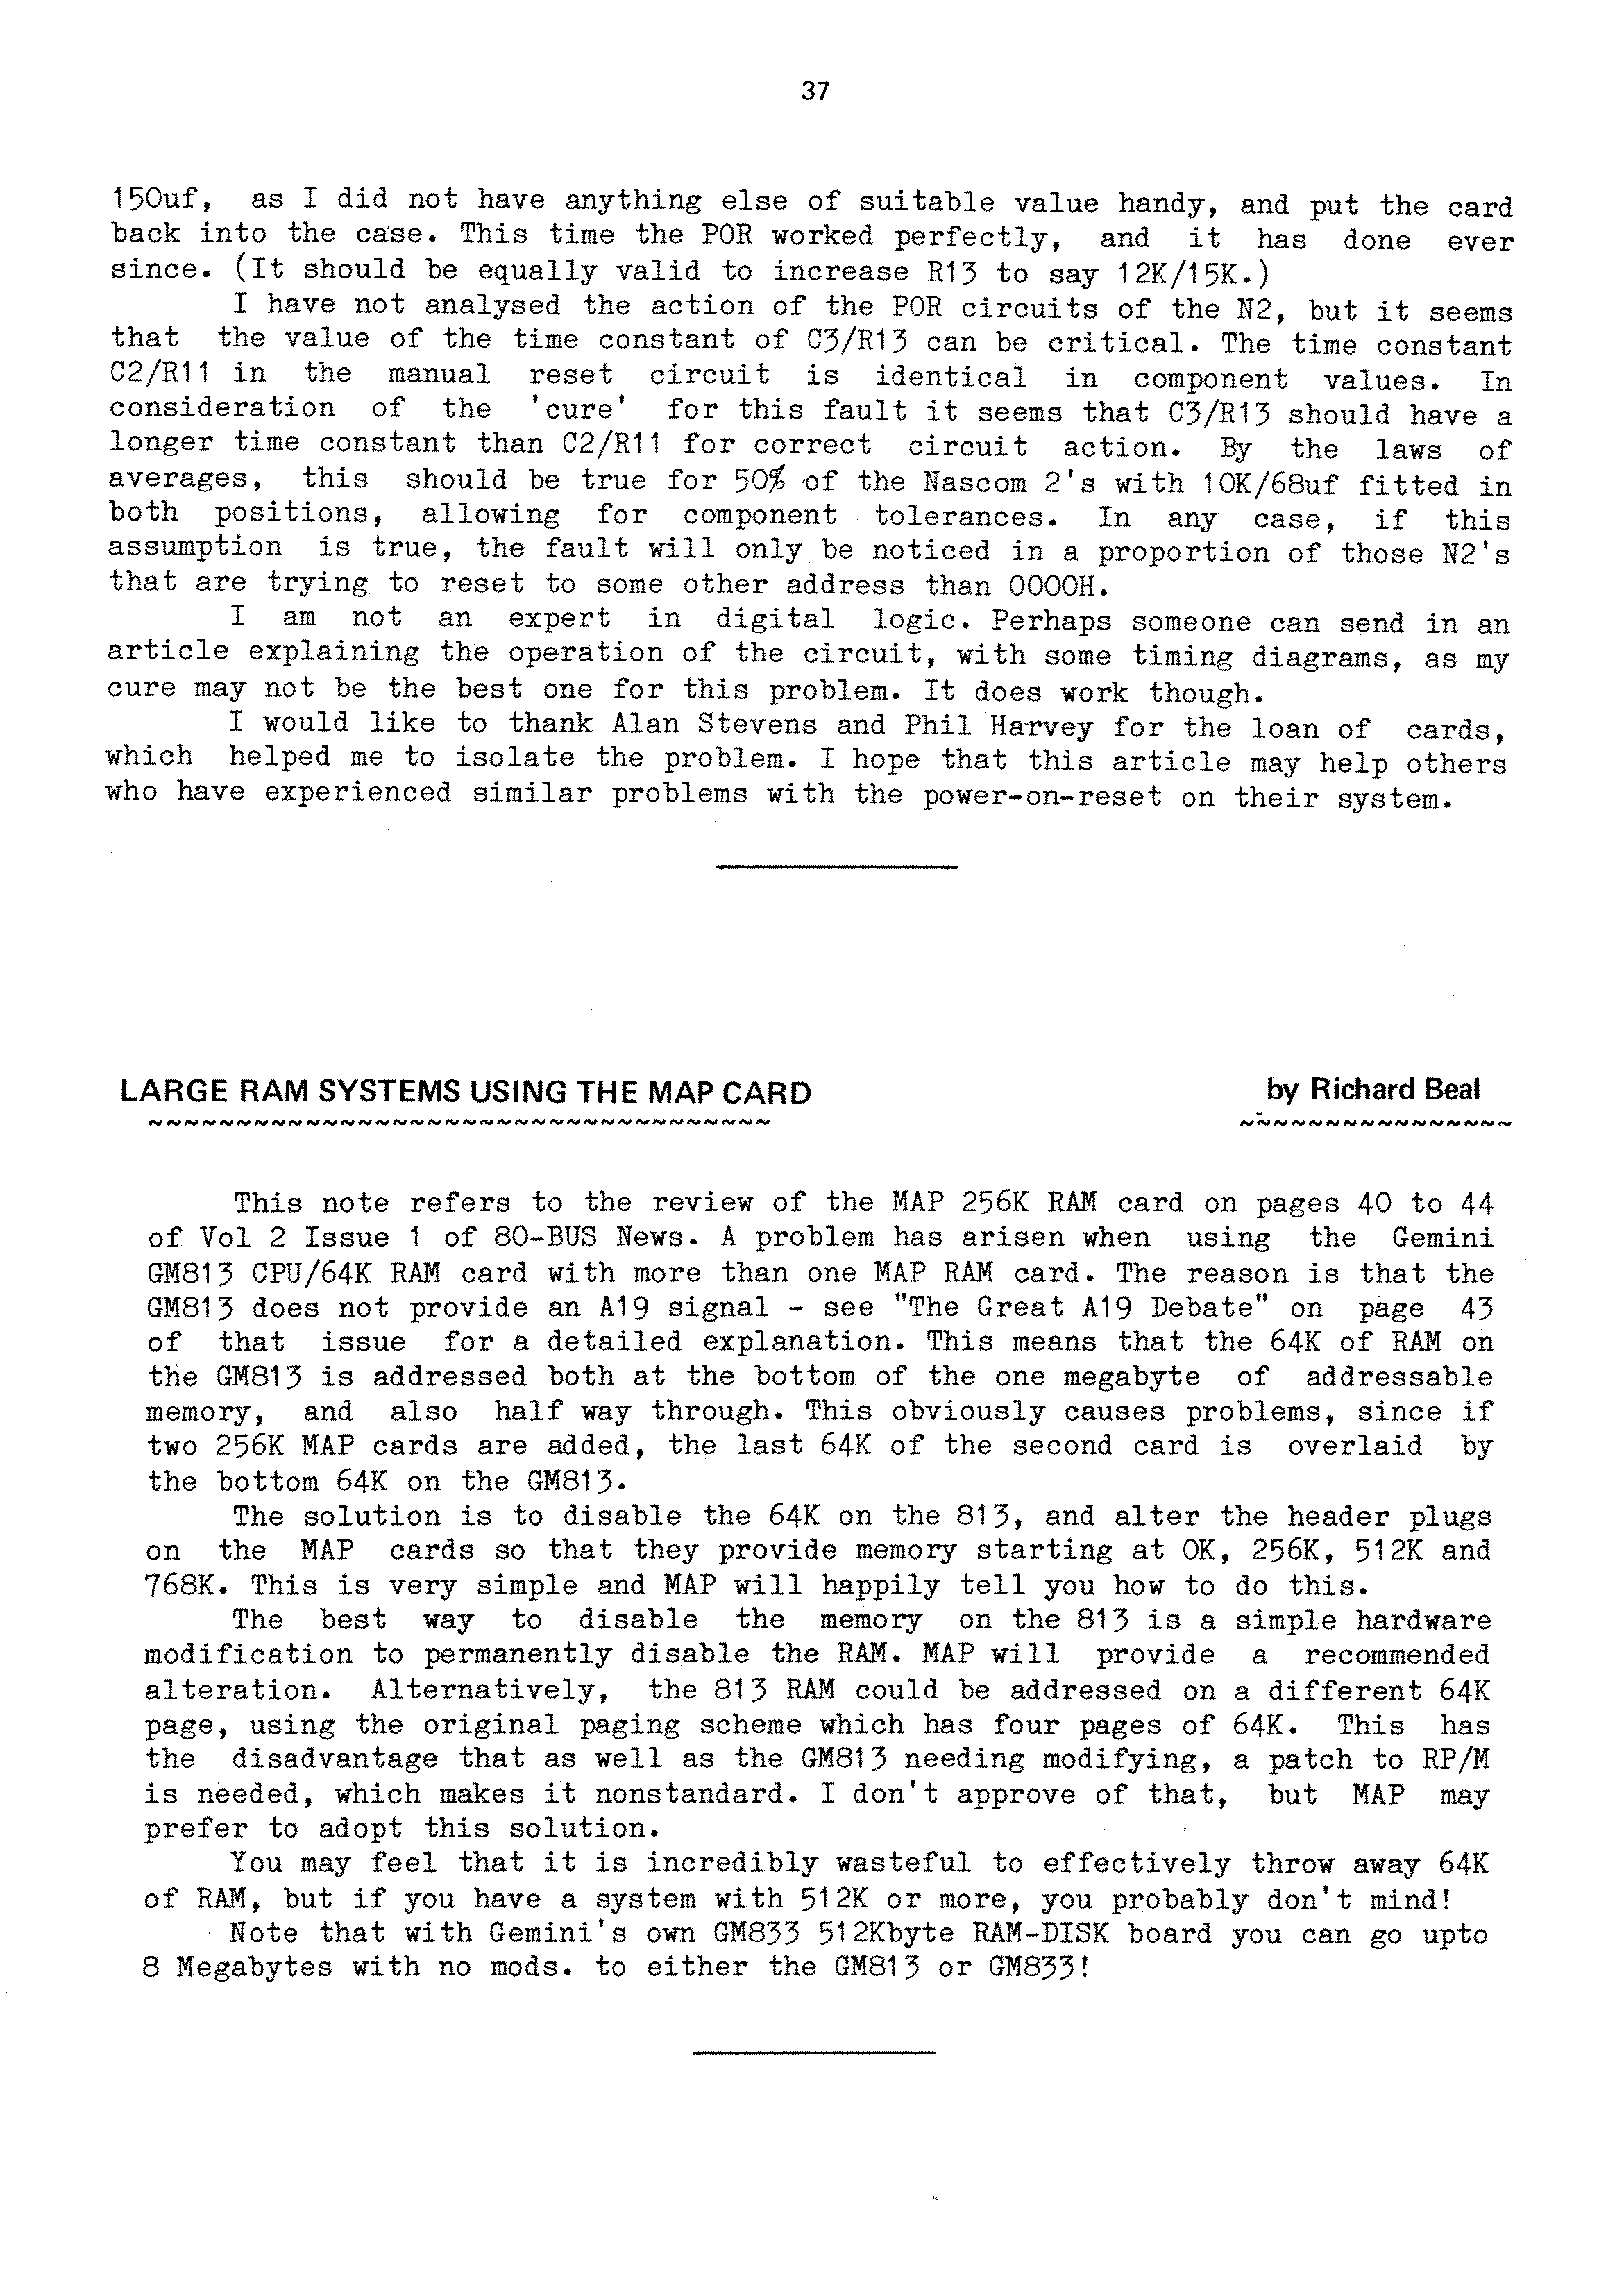 37
150uf, as I did not have anything else of suitable value handy, and put the card
back into the case. This time the POR worked perfectly, and it has done ever
since. (It should be equally valid to increase R13 to say 12K/15K.)
I have not analysed the action of the POR circuits of the N2, but it seems
that the value of the time constant of C3/R13 can be critical. The time constant
C2/R11 in the manual reset circuit is identical in component values. In
consideration of the 'cure' for this fault it seems that C3/R13 should have a
longer time constant than C2/R11 for correct circuit action. By the laws of
averages, this should be true for 50% of the Nascom 2's with 10K/68uf fitted in
both positions, allowing for component tolerances. In any case, if this
assumption is true, the fault will only be noticed in a proportion of those N2's
that are trying to reset to some other address than 0000H.
I am not an expert in digital logic. Perhaps someone can send in an
article explaining the operation of the circuit, with some timing diagrams, as my
cure may not be the best one for this problem. It does work though.
I would like to thank Alan Stevens and Phil Harvey for the loan of cards,
which helped me to isolate the problem. I hope that this article may help others
who have experienced similar problems with the power-on-reset on their system.
LARGE RAM SYSTEMS USING THE MAP CARD by Richard Beal
This note refers to the review of the MAP 256K RAM card on pages 40 to 44
of Vol 2 Issue 1 of 80-BUS News. A problem has arisen when using the Gemini
GM813 CPU/64K RAM card with more than one MAP RAM card. The reason is that the
GM813 does not provide an A19 signal - see "The Great A19 Debate" on page 43
of that issue for a detailed explanation. This means that the 64K of RAM on
the GM813 is addressed both at the bottom of the one megabyte of addressable
memory, and also half way through. This obviously causes problems, since if
two 256K MAP cards are added, the last 64K of the second card is overlaid by
the bottom 64K on the GM813.
The solution is to disable the 64K on the 813, and alter the header plugs
on the MAP cards so that they provide memory starting at 0K, 256K, 512K and
768K. This is very simple and MAP will happily tell you how to do this.
The best way to disable the memory on the 813 is a simple hardware
modification to permanently disable the RAM. MAP will provide a recommended
alteration. Alternatively, the 813 RAM could be addressed on a different 64K
page, using the original paging scheme which has four pages of 64K. This has
the disadvantage that as well as the GM813 needing modifying, a patch to RP/M
is needed, which makes it nonstandard. I don't approve of that, but MAP may
prefer to adopt this solution.
You may feel that it is incredibly wasteful to effectively throw away 64K
of RAM, but if you have a system with 512K or more, you probably don't mind!
Note that with Gemini's own GM833 512Kbyte RAM-DISK board you can go upto
8 Megabytes with no mods. to either the GM813 or GM833!